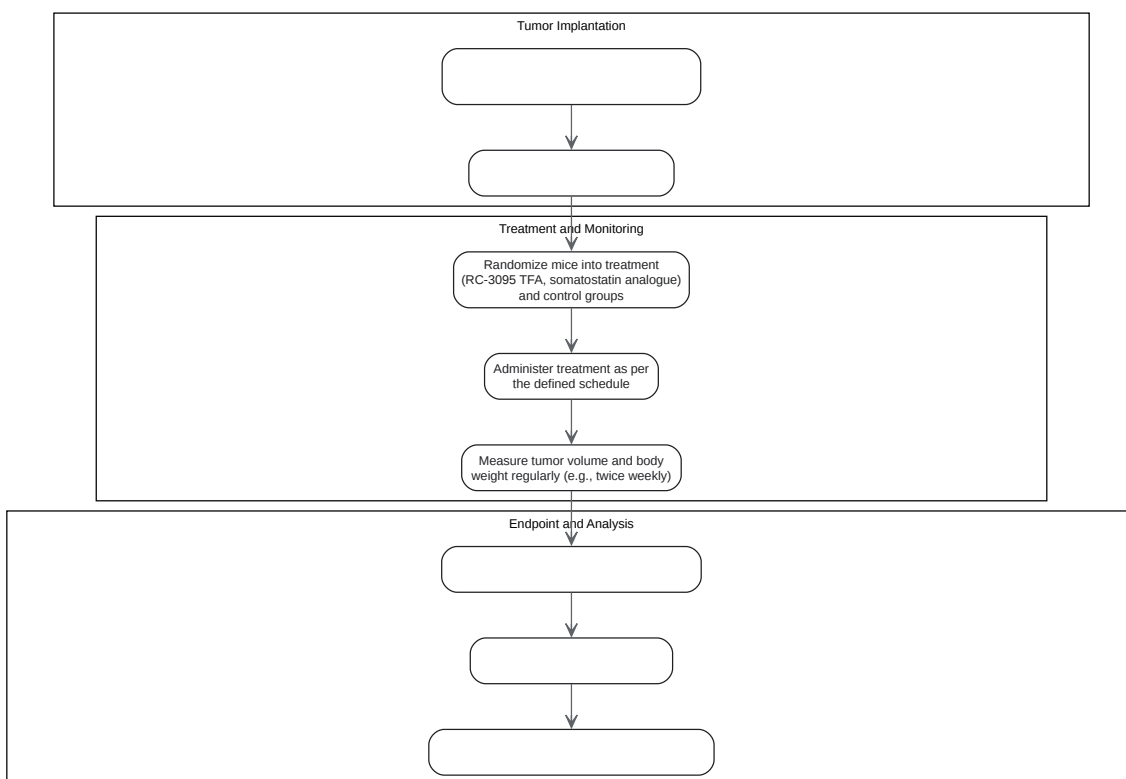 Tumor Implantation
Treatment and Monitoring
Randomize mice into treatment
(RC-3095 TFA, somatostatin analogue)
and control groups
Administer treatment as per
the defined schedule
Measure tumor volume and body
weight regularly (e.g., twice weekly)
Endpoint and Analysis